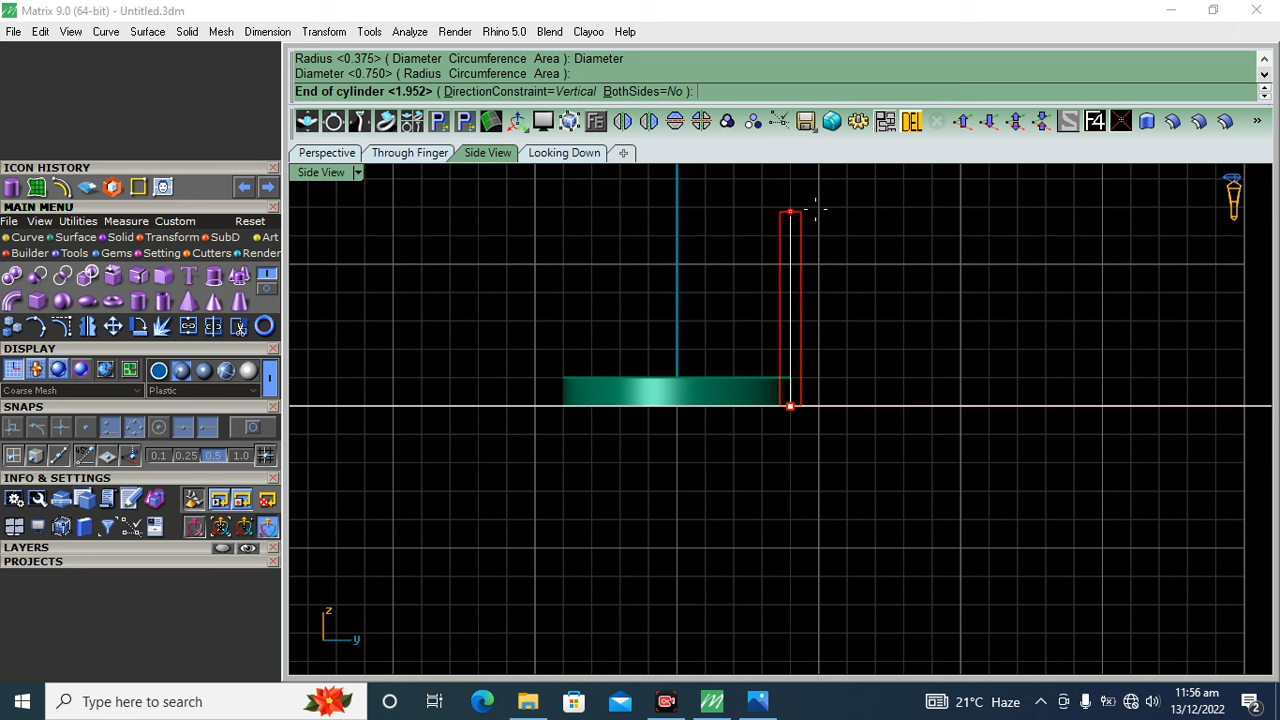 Matrix 9.0 (64-bit) - Untitled.3dm
File Edit View Curve Surface Solid Mesh Dimension Transform Tools Analyze Render Rhino 5.0 Blend Clayoo Help
Radius <0.375> ( Diameter Circumference Area ): Diameter
Diameter <0.750> ( Radius Circumference Area ):
End of cylinder <1.952> ( DirectionConstraint=Vertical BothSides=No ):
P P FE DEL S F4 »
Perspective Through Finger Side View Looking Down
Side View
ICON HISTORY
MAIN MENU
File View Utilities Measure Custom Reset
Curve Surface Solid Transform SubD Art
Builder Tools Gems Setting Cutters Render
T
DISPLAY
Coarse Mesh Plastic
SNAPS
0.1 0.25 0.5 1.0
INFO & SETTINGS
LAYERS
PROJECTS
z
y
Type here to search
21°C Haze
11:56 am
13/12/2022
2